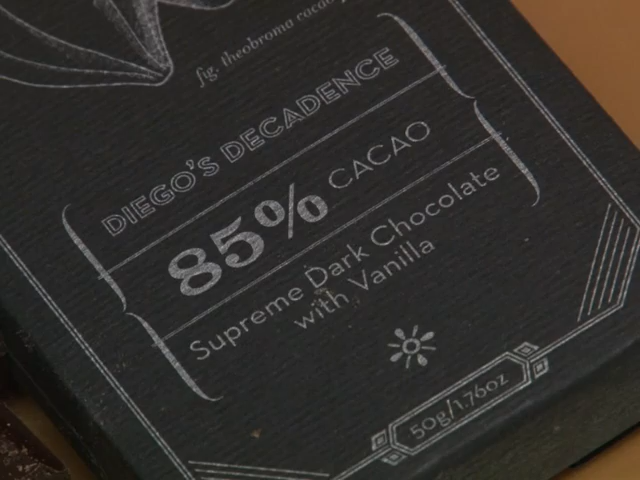 fig. theobroma cacao
DIEGO'S DECADENCE
85% CACAO
Supreme Dark Chocolate
with Vanilla
50g/1.76oz